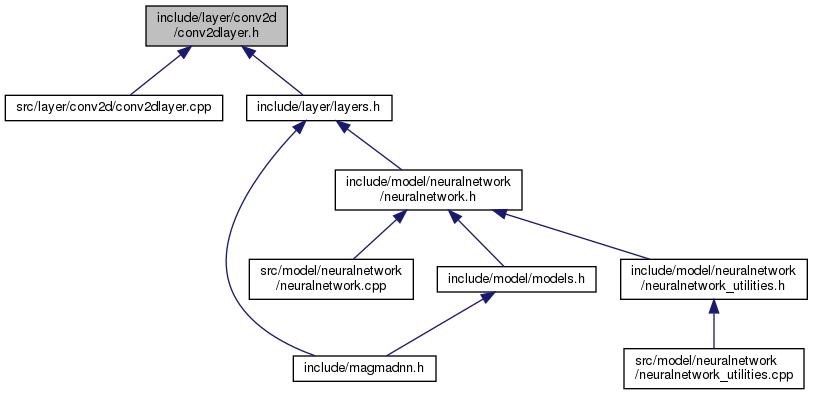 include/layer/conv2d
/conv2dlayer.h
src/layer/conv2d/conv2dlayer.cpp
include/layer/layers.h
include/model/neuralnetwork
/neuralnetwork.h
src/model/neuralnetwork
/neuralnetwork.cpp
include/model/models.h
include/model/neuralnetwork
/neuralnetwork_utilities.h
include/magmadnn.h
src/model/neuralnetwork
/neuralnetwork_utilities.cpp